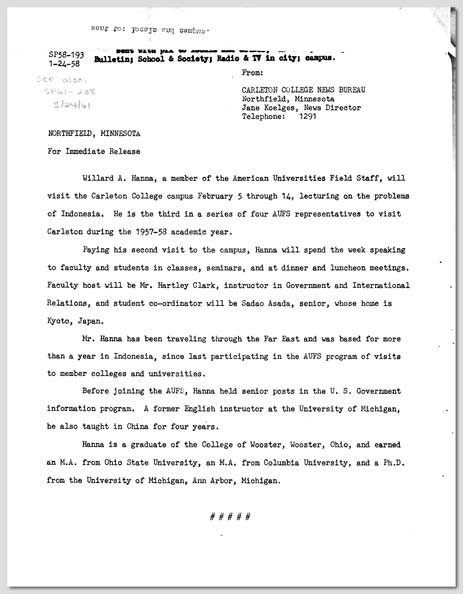 SP58-193
1-24-58
Bulletin; School & Society; Radio & TV in city; campus.
See also:
SP61-238
3/24/61
From:
CARLETON COLLEGE NEWS BUREAU
Northfield, Minnesota
Jane Koelges, News Director
Telephone: 1291
NORTHFIELD, MINNESOTA
For Immediate Release
Willard A. Hanna, a member of the American Universities Field Staff, will
visit the Carleton College campus February 5 through 14, lecturing on the problems
of Indonesia. He is the third in a series of four AUFS representatives to visit
Carleton during the 1957-58 academic year.
Paying his second visit to the campus, Hanna will spend the week speaking
to faculty and students in classes, seminars, and at dinner and luncheon meetings.
Faculty host will be Mr. Hartley Clark, instructor in Government and International
Relations, and student co-ordinator will be Sadao Asada, senior, whose home is
Kyoto, Japan.
Mr. Hanna has been traveling through the Far East and was based for more
than a year in Indonesia, since last participating in the AUFS program of visits
to member colleges and universities.
Before joining the AUFS, Hanna held senior posts in the U. S. Government
information program. A former English instructor at the University of Michigan,
he also taught in China for four years.
Hanna is a graduate of the College of Wooster, Wooster, Ohio, and earned
an M.A. from Ohio State University, an M.A. from Columbia University, and a Ph.D.
from the University of Michigan, Ann Arbor, Michigan.
# # # # #